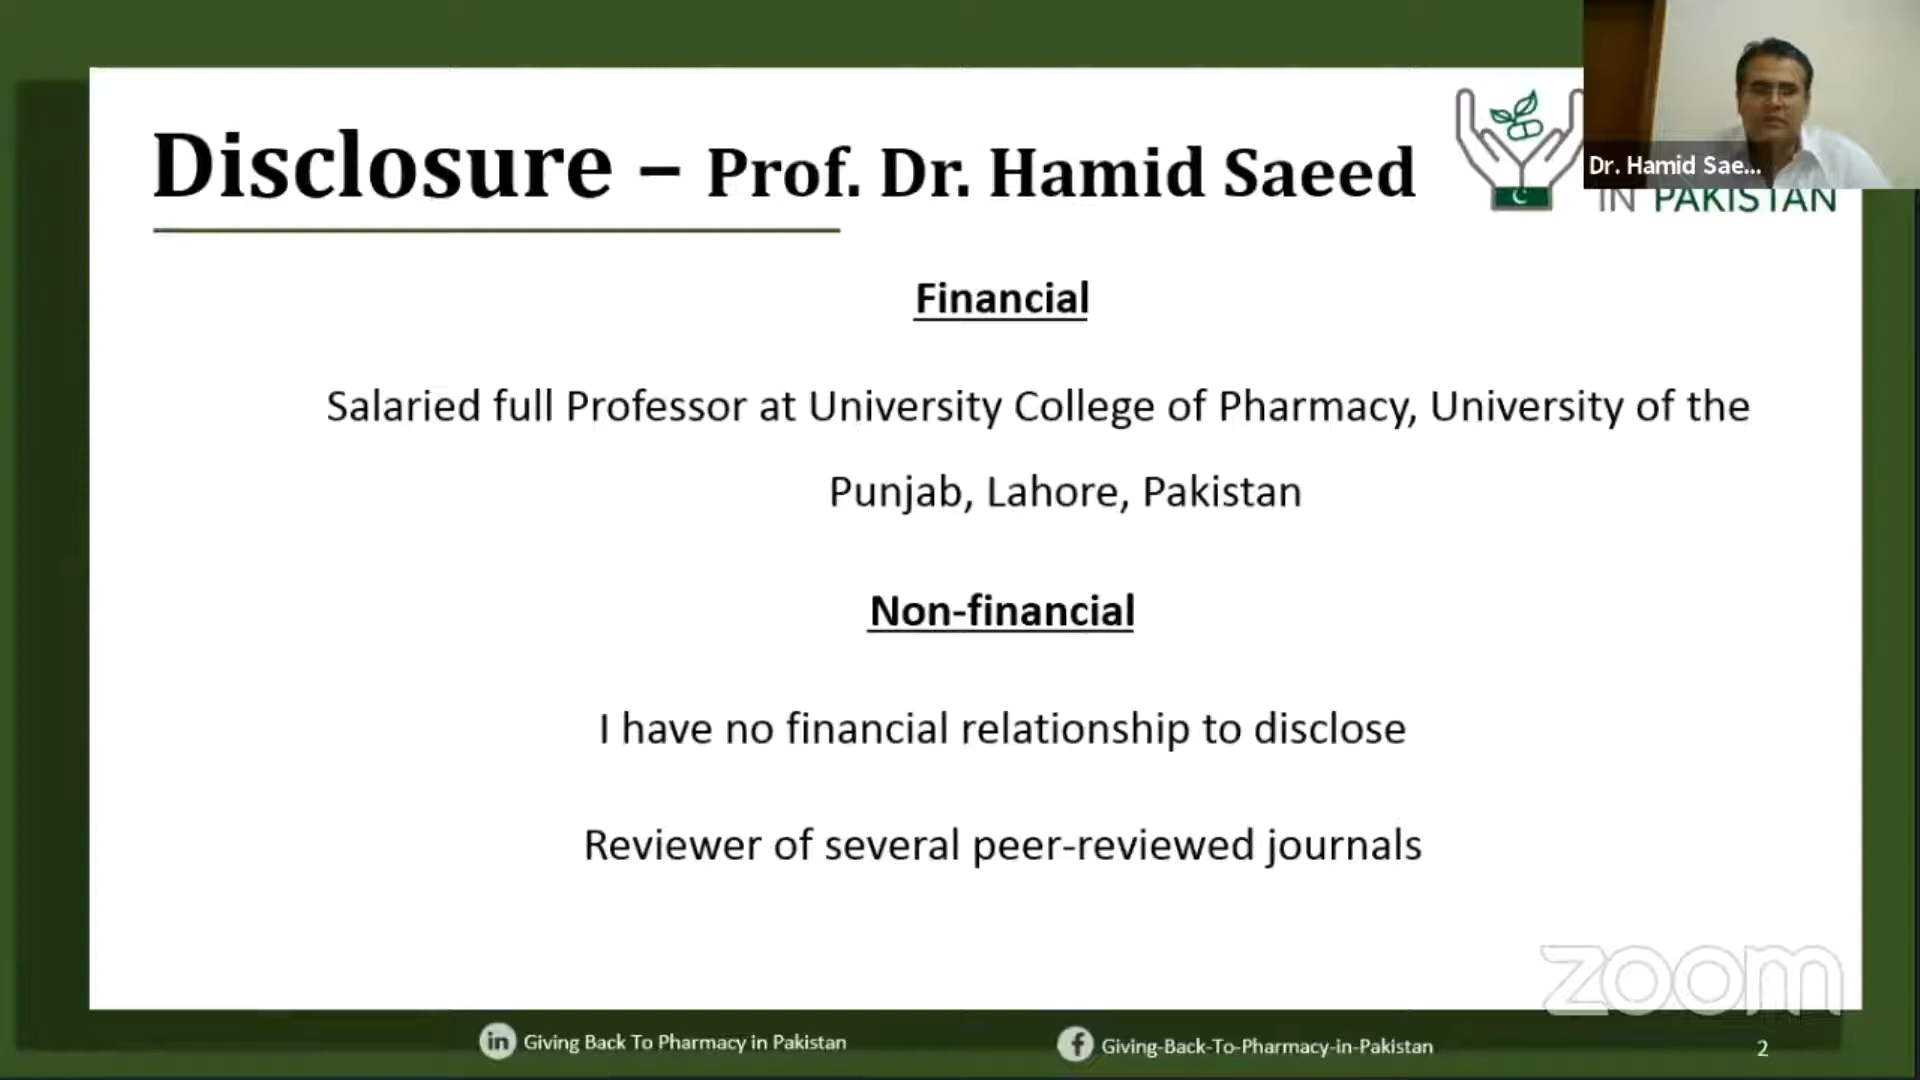 Disclosure – Prof. Dr. Hamid Saeed
Dr. Hamid Sae...
IN PAKISTAN
Financial
Salaried full Professor at University College of Pharmacy, University of the
Punjab, Lahore, Pakistan
Non-financial
I have no financial relationship to disclose
Reviewer of several peer-reviewed journals
zoom
in Giving Back To Pharmacy in Pakistan
f Giving-Back-To-Pharmacy-in-Pakistan
2